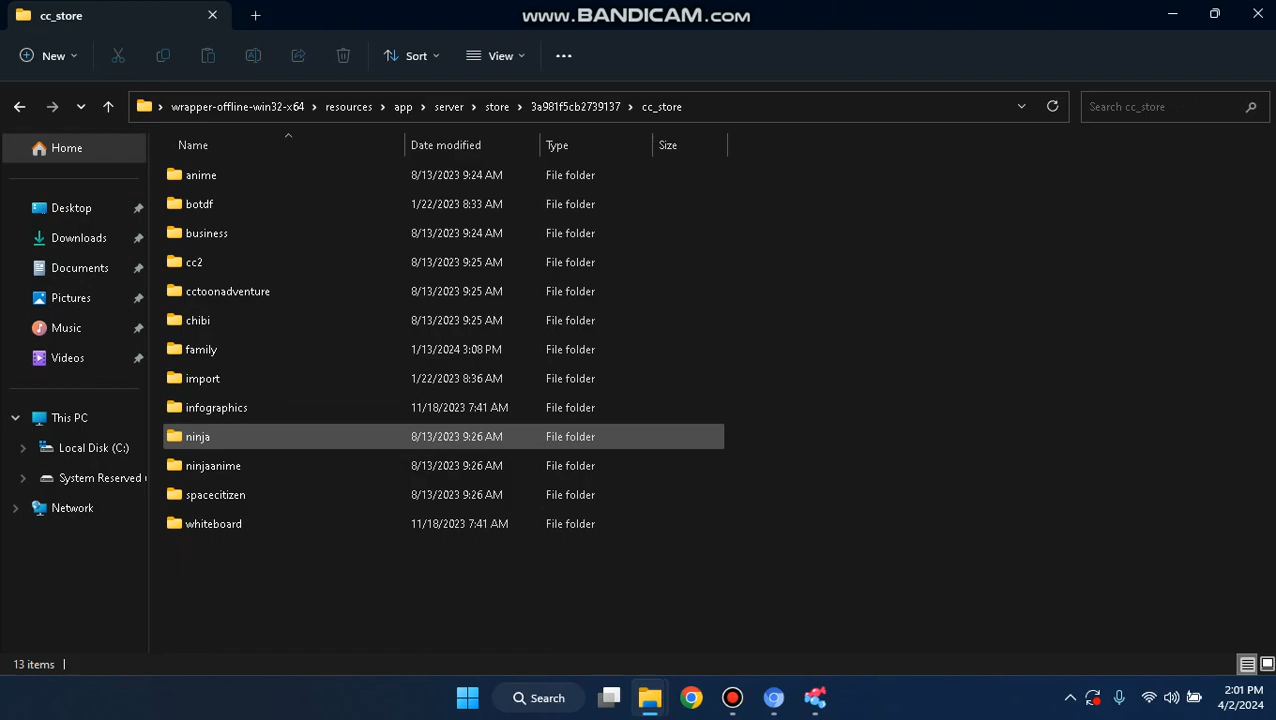 cc_store
www.BANDICAM.com
New
Sort
View
wrapper-offline-win32-x64 › resources › app › server › store › 3a981f5cb2739137 › cc_store
Search cc_store
Name Date modified Type Size
Home
Desktop
Downloads
Documents
Pictures
Music
Videos
This PC
Local Disk (C:)
System Reserved
Network
anime 8/13/2023 9:24 AM File folder
botdf 1/22/2023 8:33 AM File folder
business 8/13/2023 9:24 AM File folder
cc2 8/13/2023 9:25 AM File folder
cctoonadventure 8/13/2023 9:25 AM File folder
chibi 8/13/2023 9:25 AM File folder
family 1/13/2024 3:08 PM File folder
import 1/22/2023 8:36 AM File folder
infographics 11/18/2023 7:41 AM File folder
ninja 8/13/2023 9:26 AM File folder
ninjaanime 8/13/2023 9:26 AM File folder
spacecitizen 8/13/2023 9:26 AM File folder
whiteboard 11/18/2023 7:41 AM File folder
13 items
Search
2:01 PM
4/2/2024